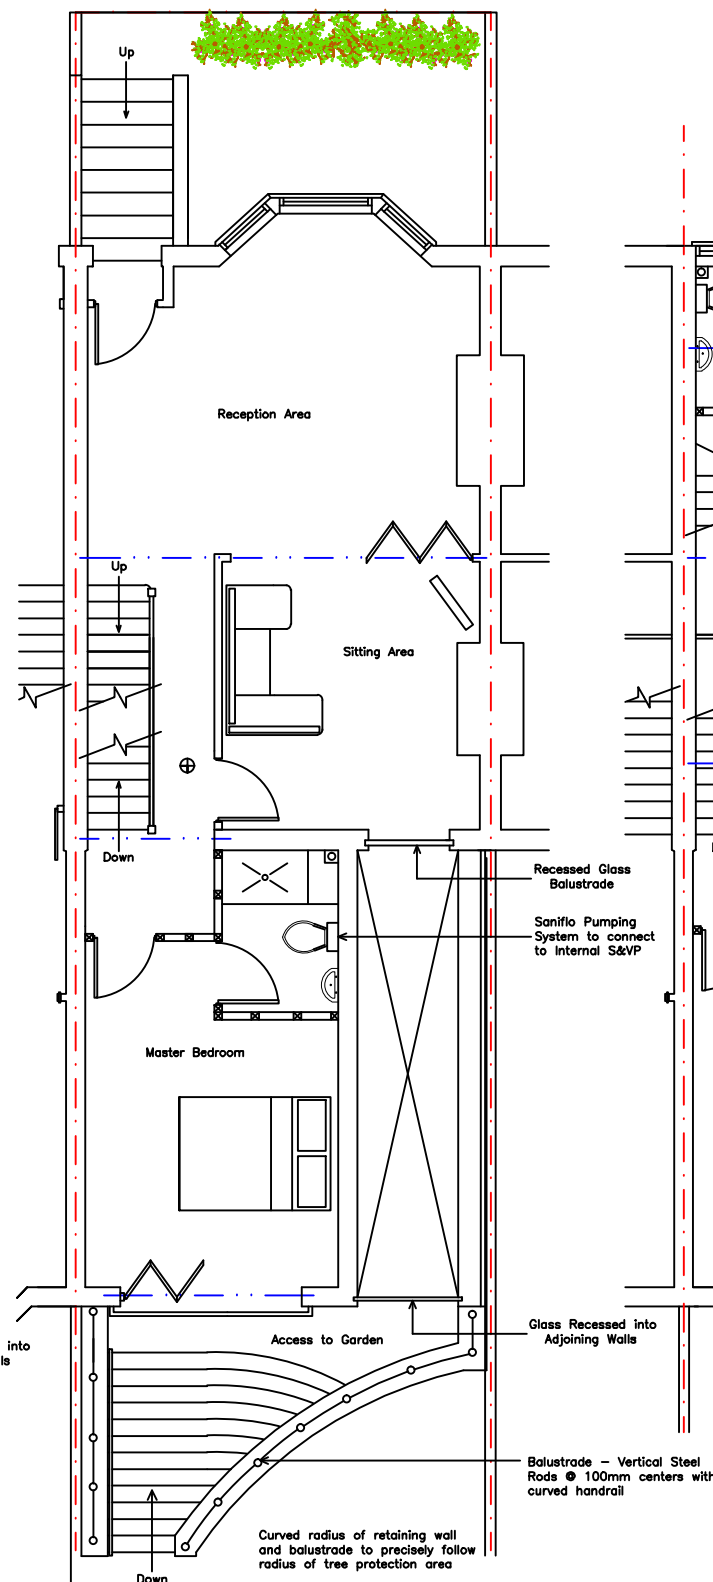 Up
Reception Area
Up
Sitting Area
Down
Recessed Glass
Balustrade
Saniflo Pumping
System to connect
to Internal S&VP
Master Bedroom
Access to Garden
Glass Recessed into
Adjoining Walls
into
ls
Balustrade - Vertical Steel
Rods @ 100mm centers with
curved handrail
Curved radius of retaining wall
and balustrade to precisely follow
radius of tree protection area
Down